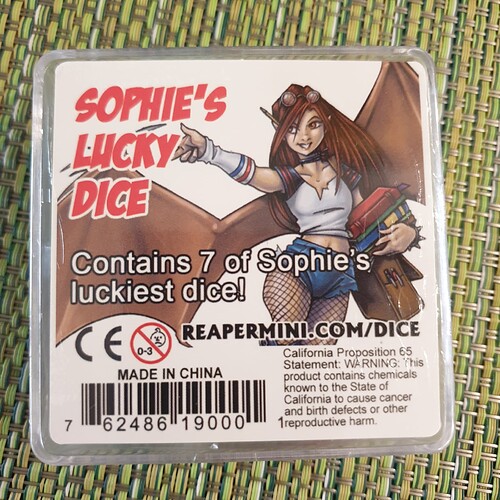 SOPHIE'S
LUCKY
DICE
Contains 7 of Sophie's
luckiest dice!
CE
0-3
REAPERMINI.COM/DICE
MADE IN CHINA
California Proposition 65
Statement: WARNING: This
product contains chemicals
known to the State of
California to cause cancer
and birth defects or other
reproductive harm.
7 62486 19000 1